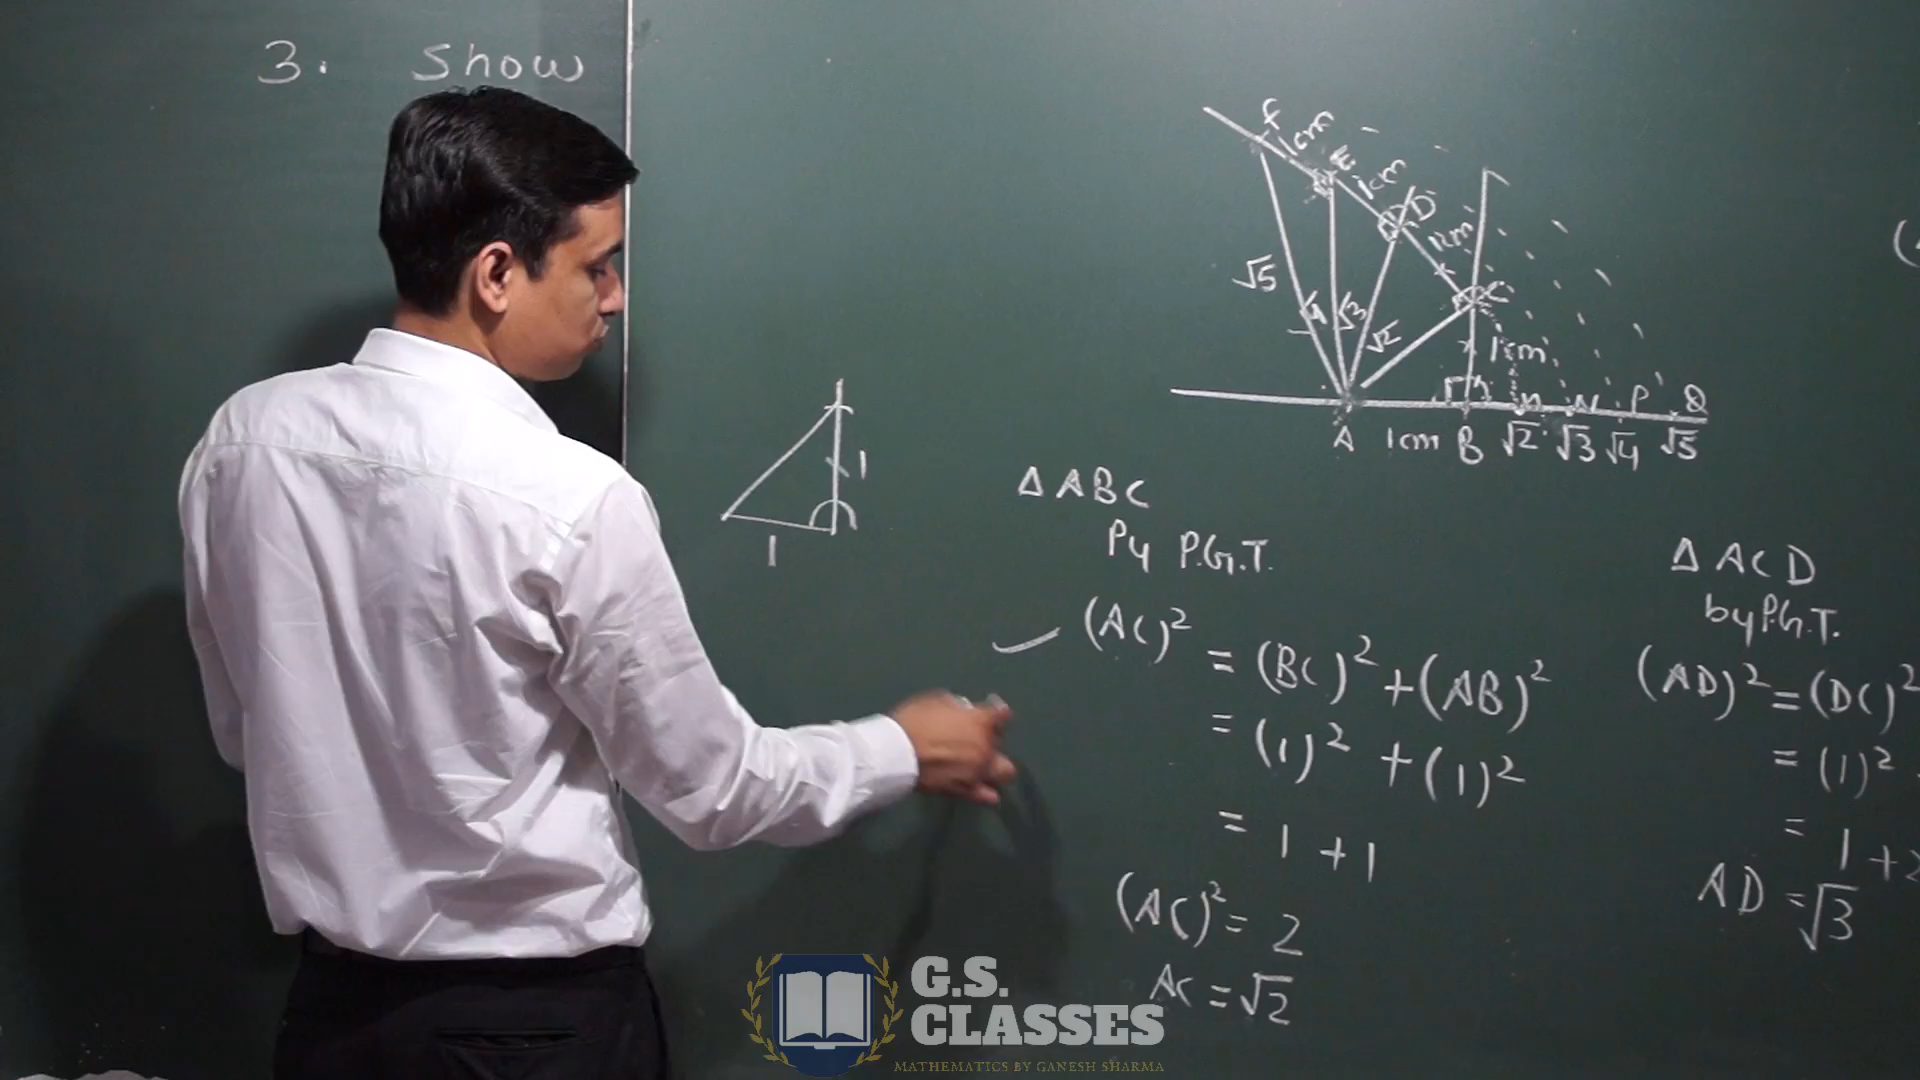 3. Show
F
1cm
E
1cm
D
1cm
C
√5
√4
√3
√2
1cm
A 1cm B √2 √3 √4 √5
N P Q
1
1
Δ ABC
Py P.G.T.
(AC)² = (BC)² + (AB)²
= (1)² + (1)²
= 1 + 1
(AC)² = 2
AC = √2
Δ ACD
by P.G.T.
(AD)² = (DC)²
= (1)²
= 1 + 2
AD = √3
G.S.
CLASSES
MATHEMATICS BY GANESH SHARMA